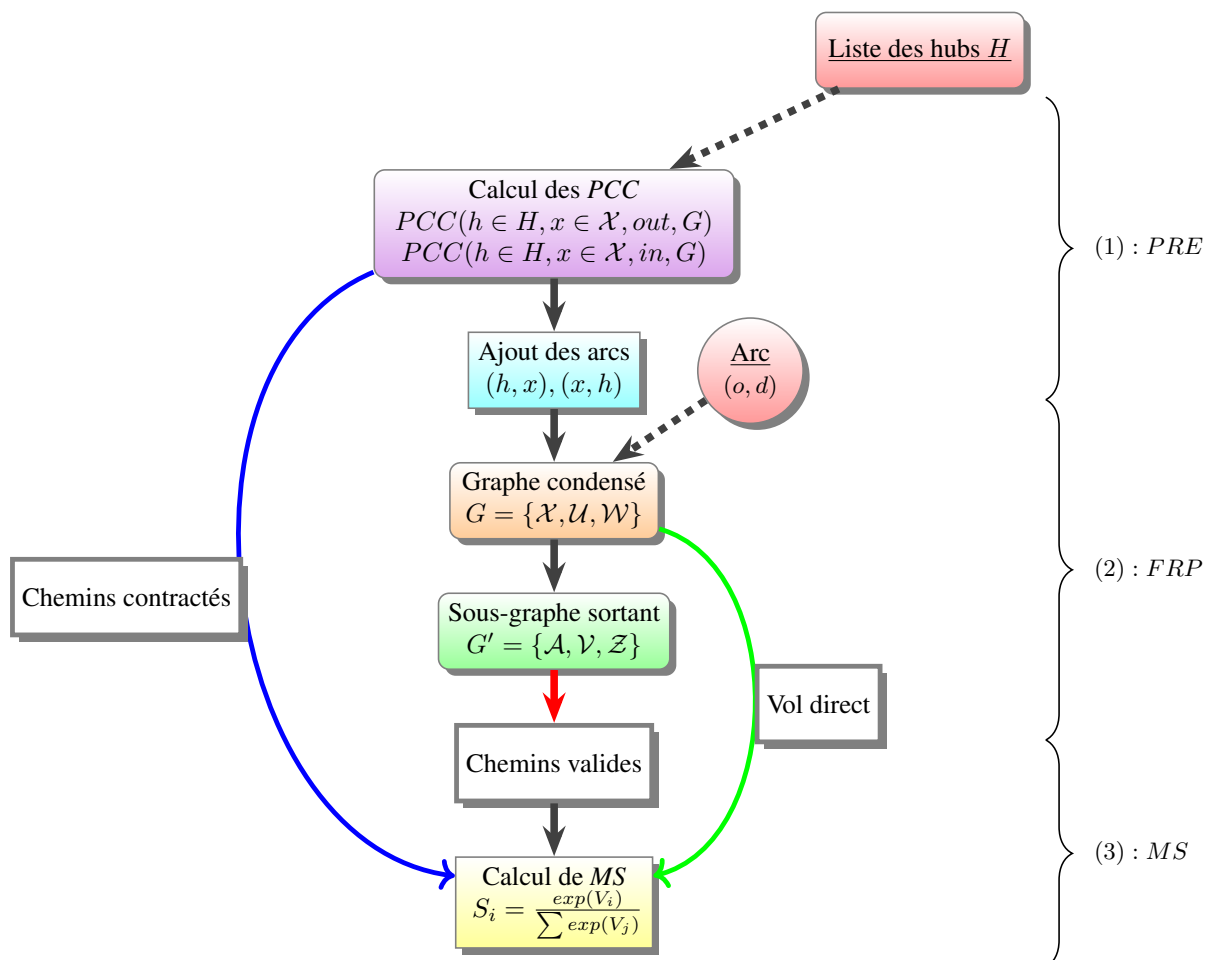 Liste des hubs H
Calcul des PCC
PCC(h ∈ H, x ∈ 𝒳, out, G)
PCC(h ∈ H, x ∈ 𝒳, in, G)
(1) : PRE
Ajout des arcs
(h, x), (x, h)
Arc
(o, d)
Graphe condensé
G = {𝒳, 𝒰, 𝒲}
(2) : FRP
Chemins contractés
Sous-graphe sortant
G′ = {𝒜, 𝒱, 𝒵}
Vol direct
Chemins valides
(3) : MS
Calcul de MS
S_i = exp(V_i) / ∑ exp(V_j)